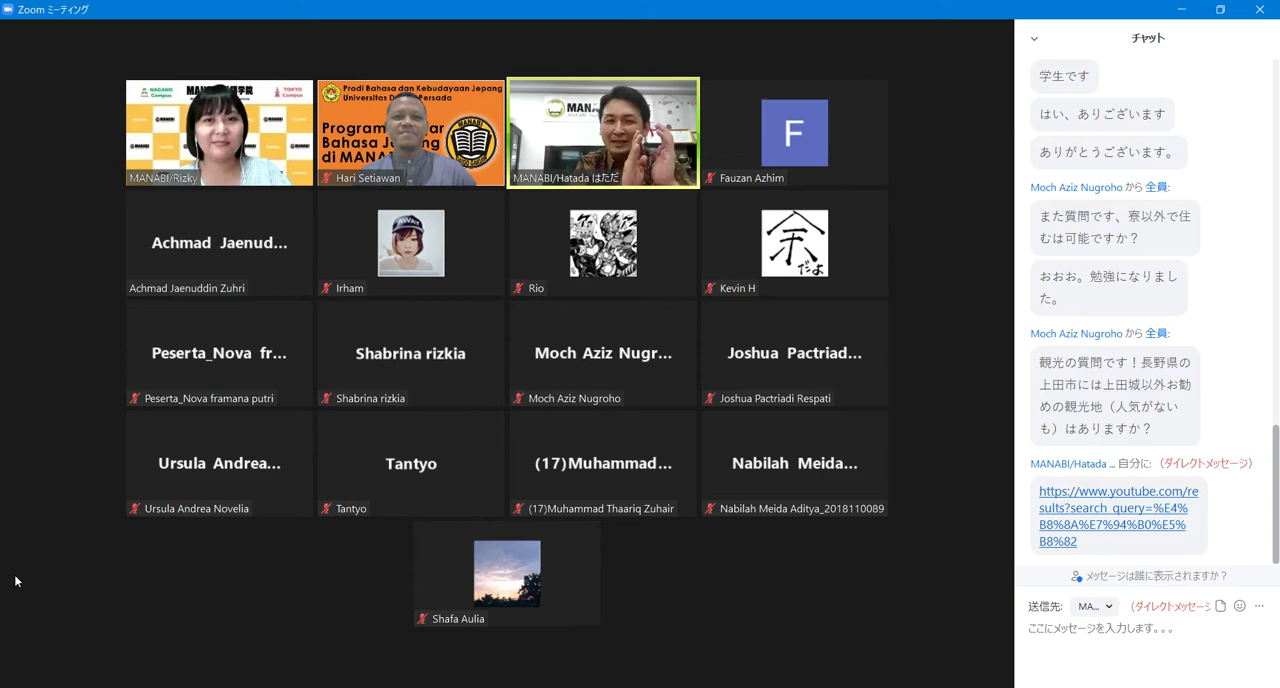 Zoom ミーティング
NAGANO
Campus
TOKYO
Campus
MANABI/Rizky
Prodi Bahasa dan Kebudayaan Jepang
Universitas D Persada
Program
Bahasa J
di MANA
MANABI
Hari Setiawan
MAN
MANABI/Hatada はただ
F
Fauzan Azhim
Achmad Jaenud...
Achmad Jaenuddin Zuhri
Irham
Rio
余
だよ
Kevin H
Peserta_Nova fr...
Peserta_Nova framana putri
Shabrina rizkia
Shabrina rizkia
Moch Aziz Nugr...
Moch Aziz Nugroho
Joshua Pactriad...
Joshua Pactriadi Respati
Ursula Andrea...
Ursula Andrea Novelia
Tantyo
Tantyo
(17)Muhammad...
(17)Muhammad Thaariq Zuhair
Nabilah Meida...
Nabilah Meida Aditya_2018110089
Shafa Aulia
チャット
学生です
はい、ありございます
ありがとうございます。
Moch Aziz Nugroho から 全員:
また質問です、寮以外で住
むは可能ですか？
おおお。勉強になりまし
た。
Moch Aziz Nugroho から 全員:
観光の質問です！長野県の
上田市には上田城以外お勧
めの観光地（人気がない
も）はありますか？
MANABI/Hatada ... 自分に: （ダイレクトメッセージ）
https://www.youtube.com/re
sults?search_query=%E4%
B8%8A%E7%94%B0%E5%
B8%82
メッセージは誰に表示されますか？
送信先: MA... （ダイレクトメッセージ
ここにメッセージを入力します。。。